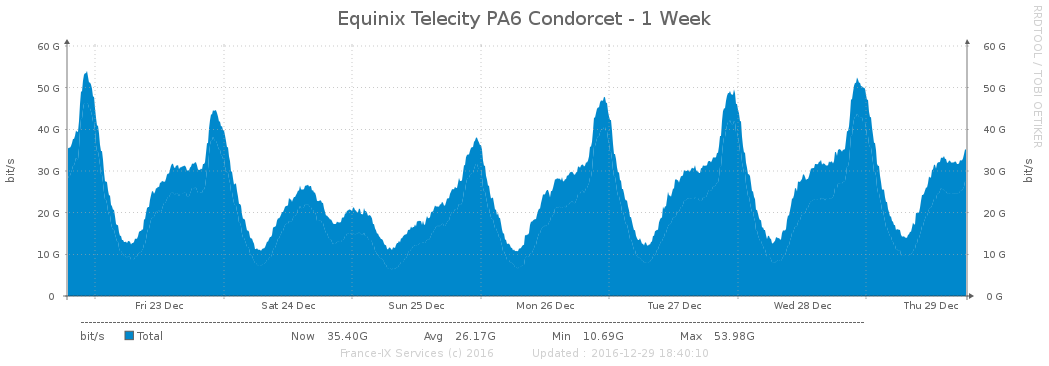 Equinix Telecity PA6 Condorcet - 1 Week
RRDTOOL / TOBI OETIKER
bit/s
bit/s
60 G
50 G
40 G
30 G
20 G
10 G
0
60 G
50 G
40 G
30 G
20 G
10 G
0 G
Fri 23 Dec Sat 24 Dec Sun 25 Dec Mon 26 Dec Tue 27 Dec Wed 28 Dec Thu 29 Dec
bit/s Total Now 35.40G Avg 26.17G Min 10.69G Max 53.98G
France-IX Services (c) 2016 Updated : 2016-12-29 18:40:10